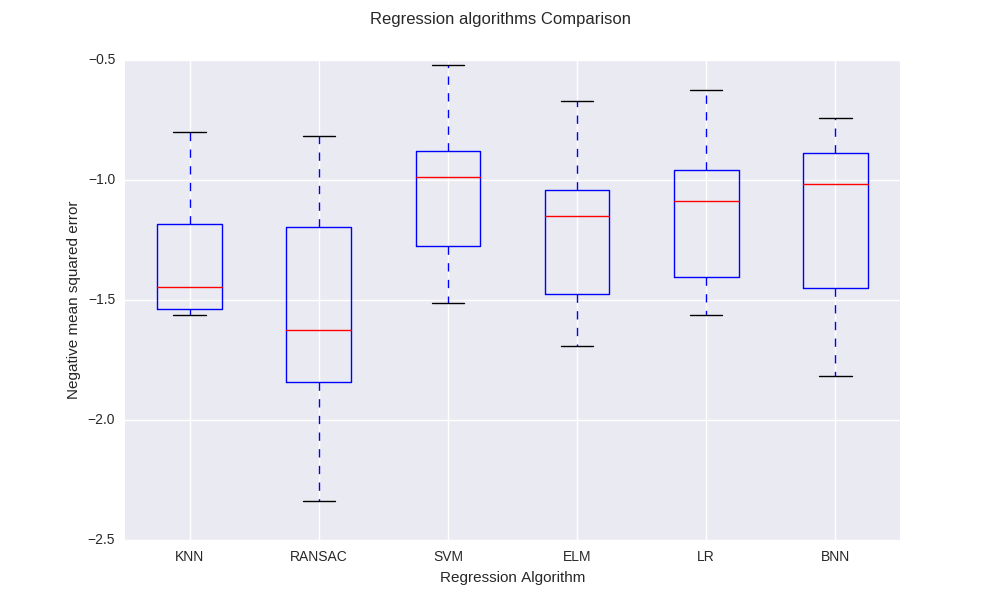 Regression algorithms Comparison
Negative mean squared error
−0.5
−1.0
−1.5
−2.0
−2.5
KNN RANSAC SVM ELM LR BNN
Regression Algorithm